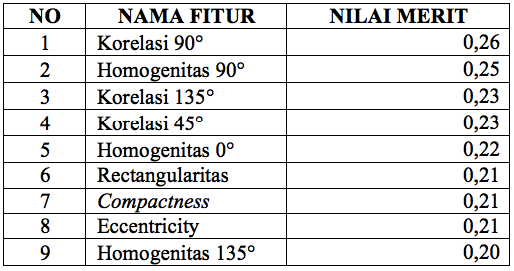 NO NAMA FITUR NILAI MERIT
1 Korelasi 90° 0,26
2 Homogenitas 90° 0,25
3 Korelasi 135° 0,23
4 Korelasi 45° 0,23
5 Homogenitas 0° 0,22
6 Rectangularitas 0,21
7 Compactness 0,21
8 Eccentricity 0,21
9 Homogenitas 135° 0,20